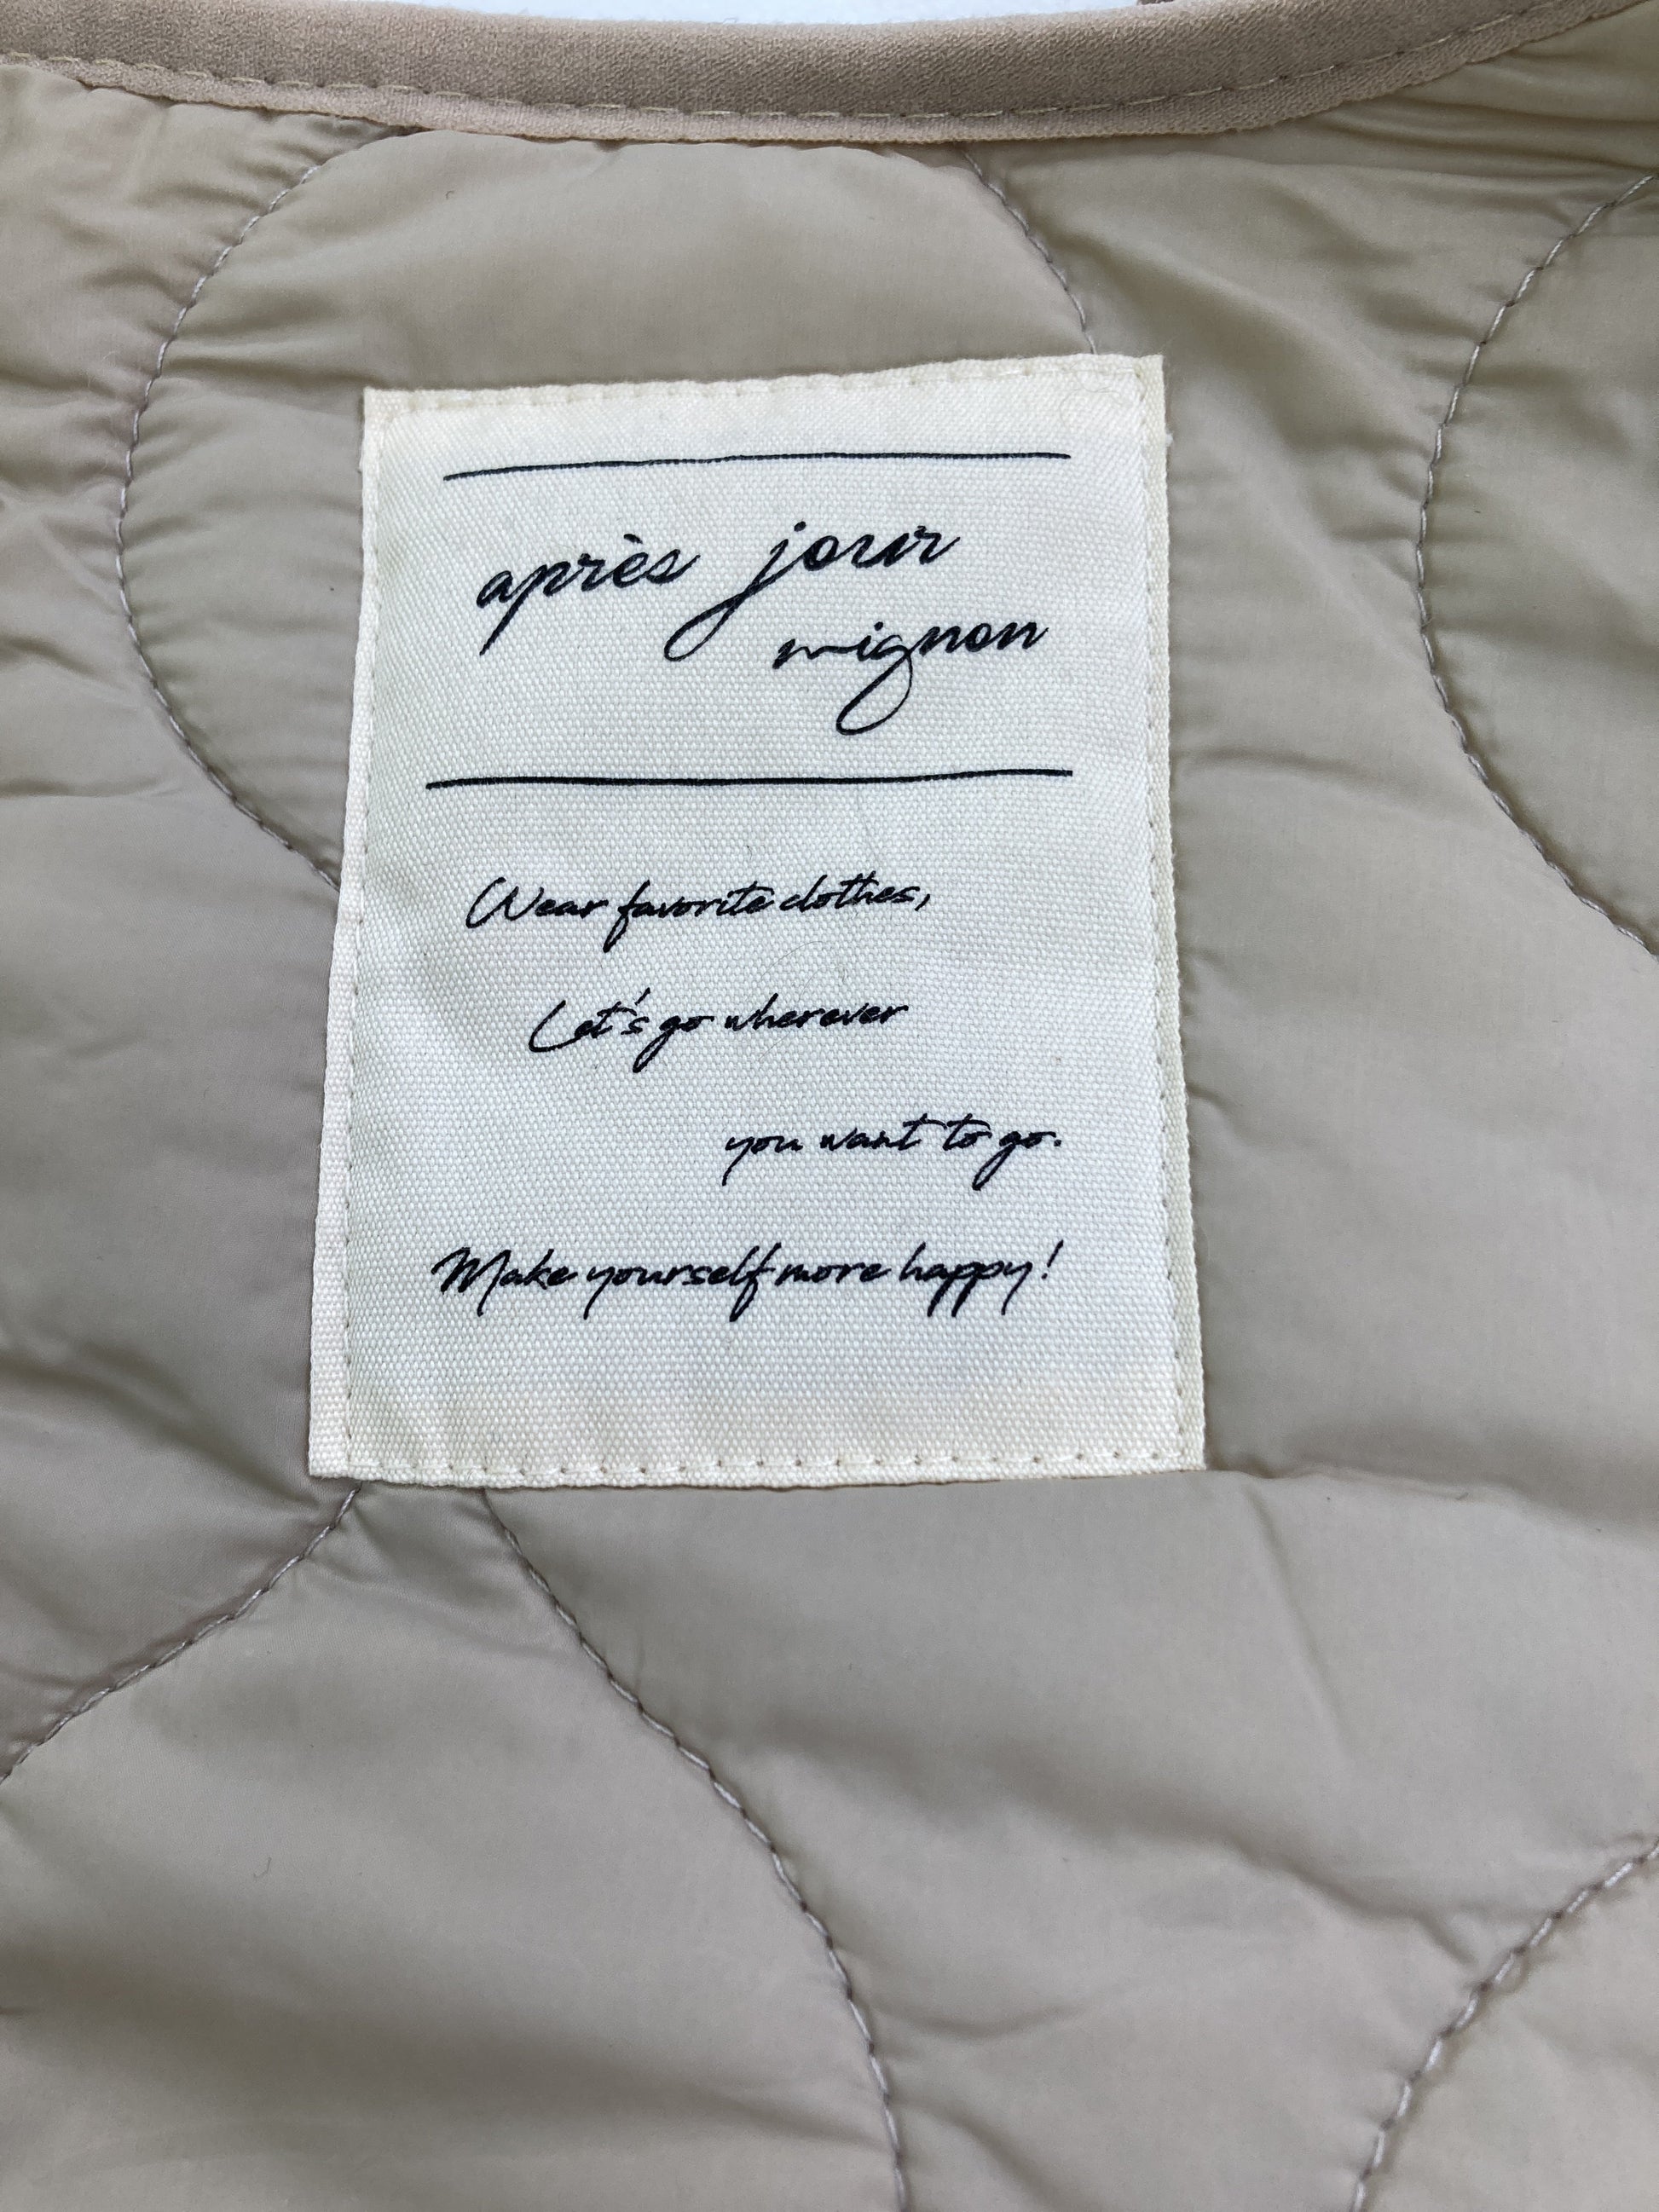 après jour
mignon
Wear favorite clothes,
Let's go wherever
you want to go.
Make yourself more happy!